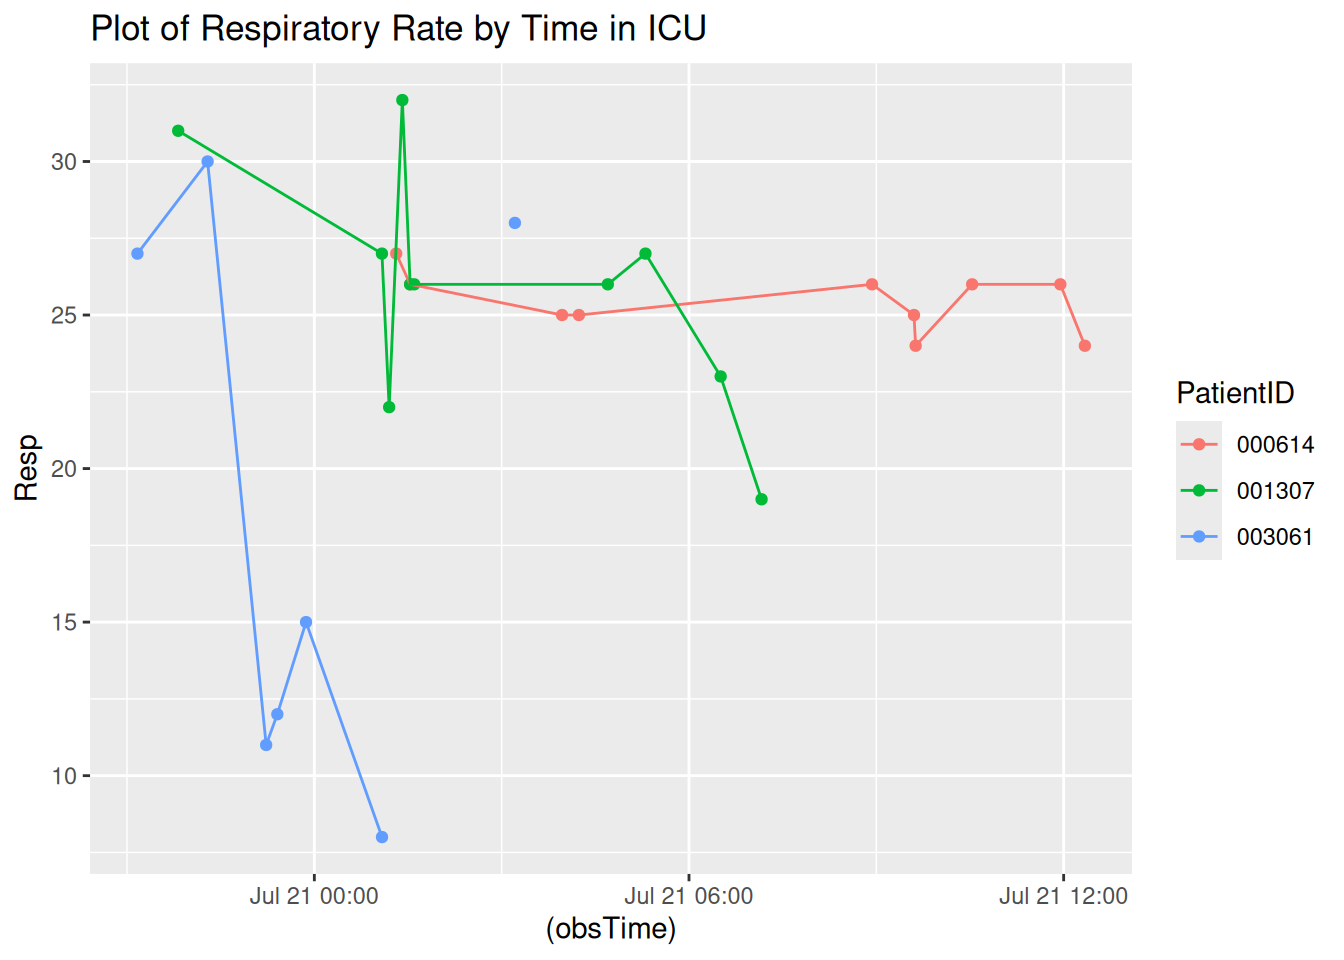 Plot of Respiratory Rate by Time in ICU
Resp
30
25
20
15
10
Jul 21 00:00
Jul 21 06:00
Jul 21 12:00
(obsTime)
PatientID
000614
001307
003061